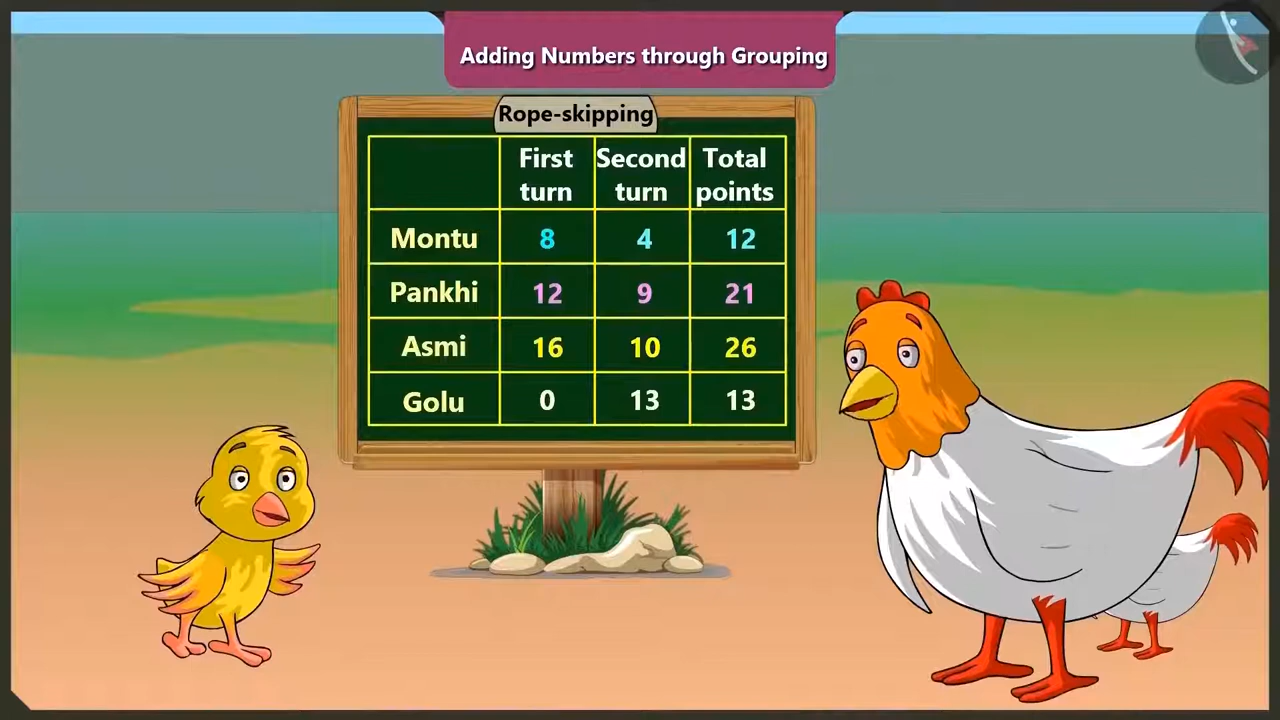 Adding Numbers through Grouping
Rope-skipping
First turn Second turn Total points
Montu 8 4 12
Pankhi 12 9 21
Asmi 16 10 26
Golu 0 13 13